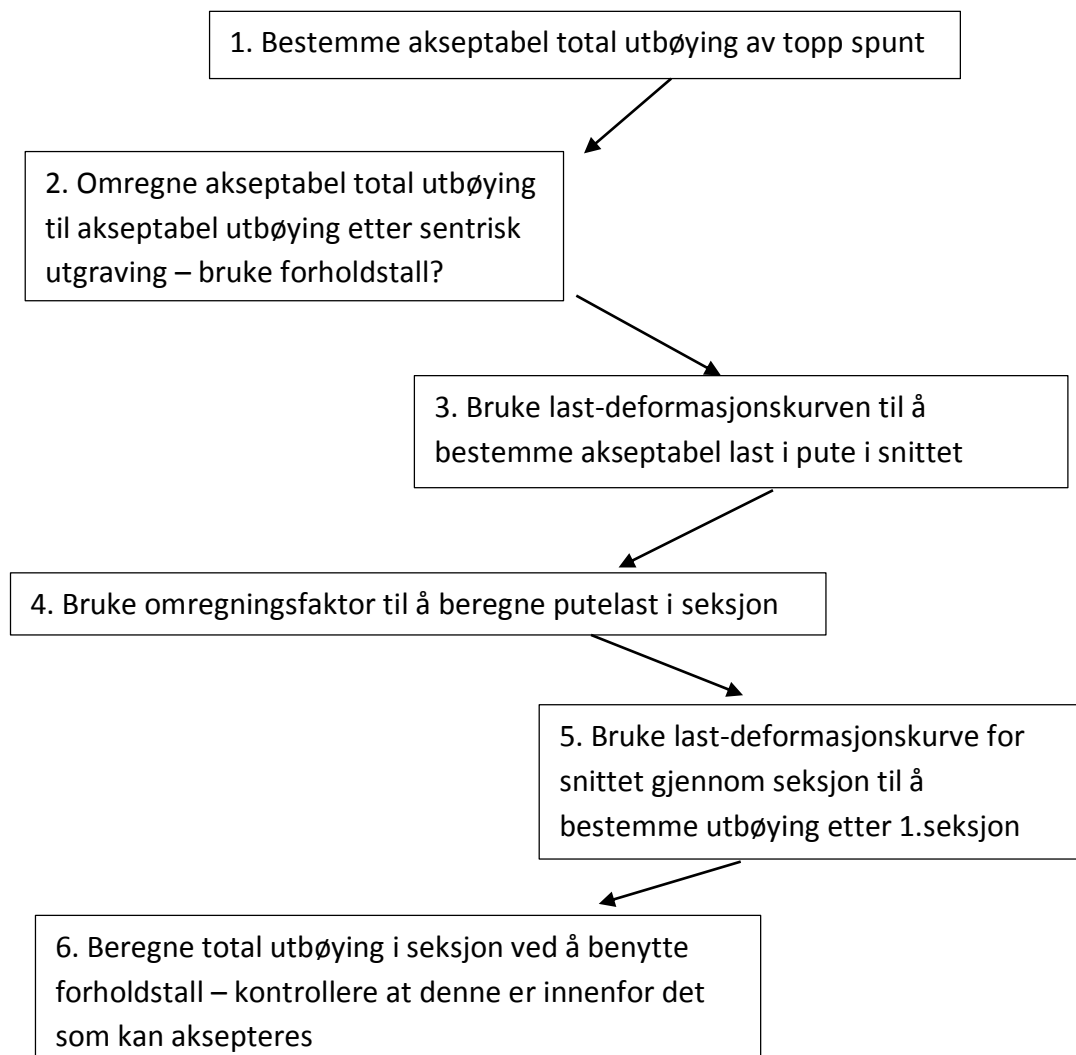 1. Bestemme akseptabel total utbøying av topp spunt
2. Omregne akseptabel total utbøying
til akseptabel utbøying etter sentrisk
utgraving – bruke forholdstall?
3. Bruke last-deformasjonskurven til å
bestemme akseptabel last i pute i snittet
4. Bruke omregningsfaktor til å beregne putelast i seksjon
5. Bruke last-deformasjonskurve for
snittet gjennom seksjon til å
bestemme utbøying etter 1.seksjon
6. Beregne total utbøying i seksjon ved å benytte
forholdstall – kontrollere at denne er innenfor det
som kan aksepteres